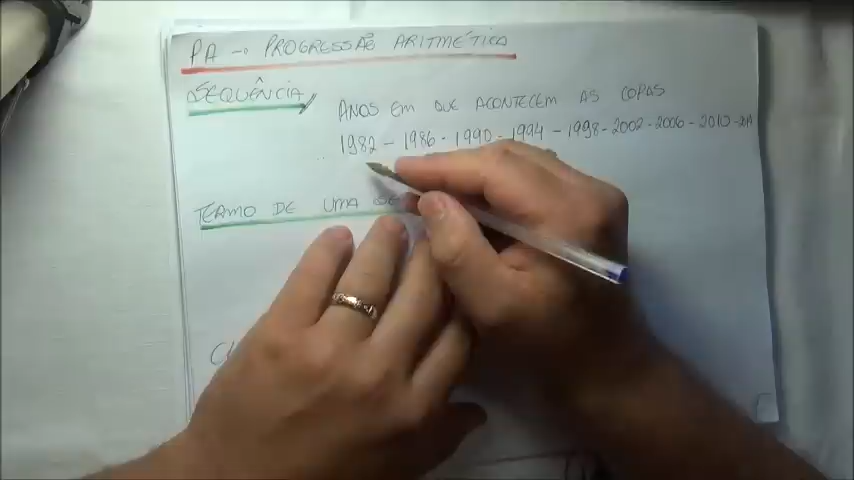 PA → PROGRESSÃO ARITMÉTICA
SEQUÊNCIA
ANOS EM QUE ACONTECEM AS COPAS
1982 - 1986 - 1990 - 1994 - 1998 - 2002 - 2006 - 2010 - 2014
TERMO DE UMA